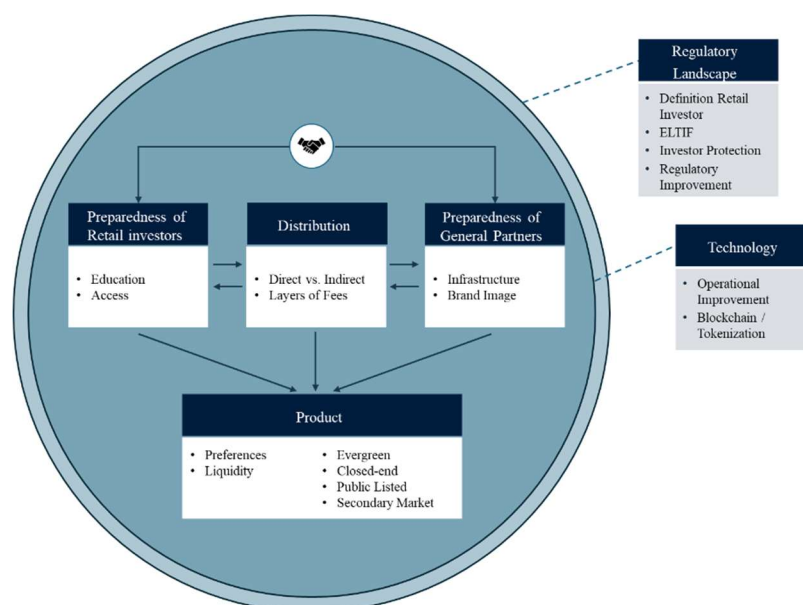 Regulatory
Landscape
• Definition Retail
Investor
• ELTIF
• Investor Protection
• Regulatory
Improvement
Preparedness of
Retail investors
• Education
• Access
Distribution
• Direct vs. Indirect
• Layers of Fees
Preparedness of
General Partners
• Infrastructure
• Brand Image
Technology
• Operational
Improvement
• Blockchain /
Tokenization
Product
• Preferences
• Liquidity
• Evergreen
• Closed-end
• Public Listed
• Secondary Market